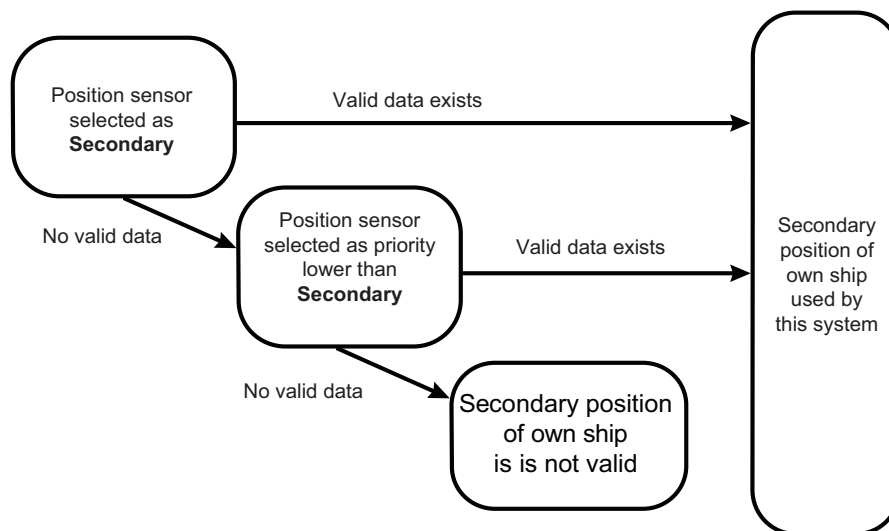 Position sensor
selected as
Secondary
Valid data exists
No valid data
Position sensor
selected as priority
lower than
Secondary
Valid data exists
No valid data
Secondary position
of own ship
is is not valid
Secondary
position of
own ship
used by
this system